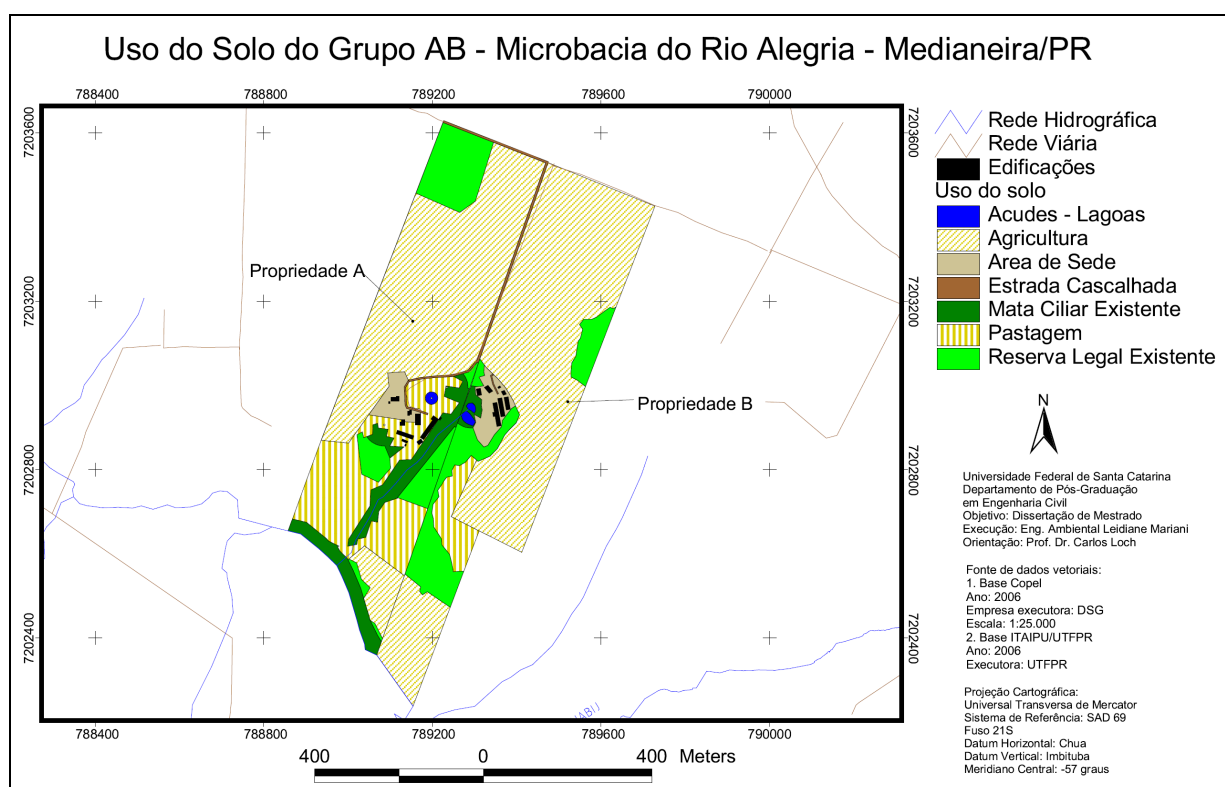 Uso do Solo do Grupo AB - Microbacia do Rio Alegria - Medianeira/PR
788400 788800 789200 789600 790000
7203600 7203600
7203200 7203200
7202800 7202800
7202400 7202400
788400 788800 789200 789600 790000
Propriedade A
Propriedade B
400 0 400 Meters
Rede Hidrográfica
Rede Viária
Edificações
Uso do solo
Acudes - Lagoas
Agricultura
Area de Sede
Estrada Cascalhada
Mata Ciliar Existente
Pastagem
Reserva Legal Existente
N
Universidade Federal de Santa Catarina
Departamento de Pós-Graduação
em Engenharia Civil
Objetivo: Dissertação de Mestrado
Execução: Eng. Ambiental Leidiane Mariani
Orientação: Prof. Dr. Carlos Loch
Fonte de dados vetoriais:
1. Base Copel
Ano: 2006
Empresa executora: DSG
Escala: 1:25.000
2. Base ITAIPU/UTFPR
Ano: 2006
Executora: UTFPR
Projeção Cartográfica:
Universal Transversa de Mercator
Sistema de Referência: SAD 69
Fuso 21S
Datum Horizontal: Chua
Datum Vertical: Imbituba
Meridiano Central: -57 graus